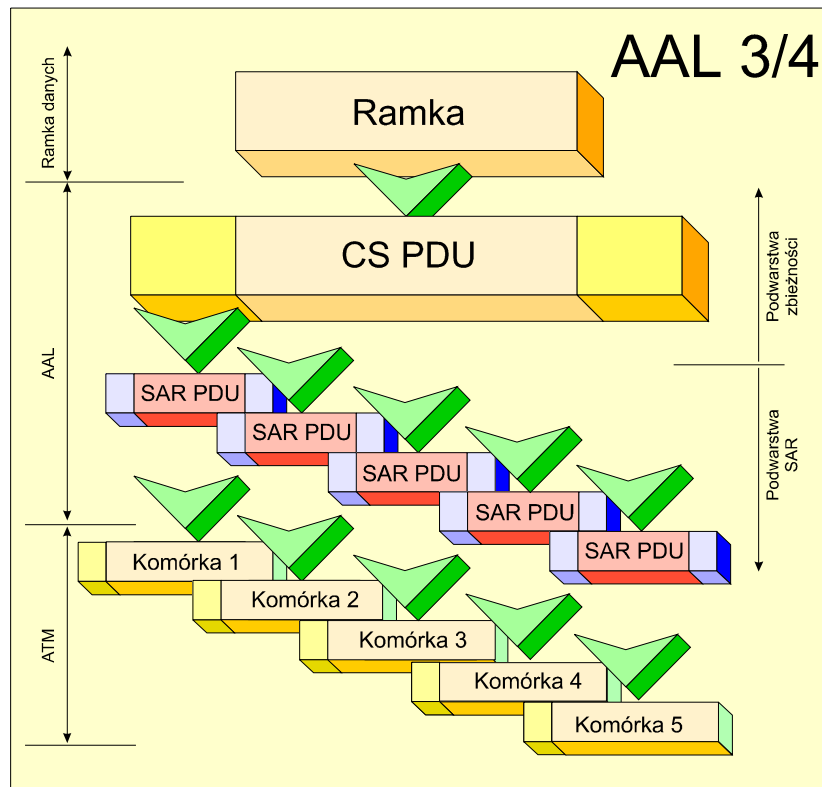 AAL 3/4
Ramka danych
Ramka
AAL
CS PDU
Podwarstwa
zbieżności
SAR PDU
SAR PDU
SAR PDU
SAR PDU
SAR PDU
Podwarstwa
SAR
ATM
Komórka 1
Komórka 2
Komórka 3
Komórka 4
Komórka 5